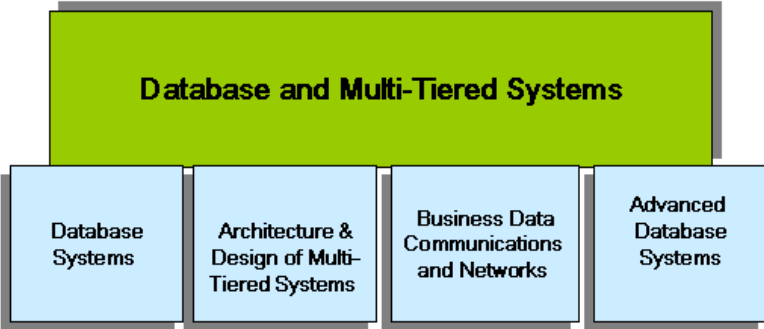 Database and Multi-Tiered Systems
Database
Systems
Architecture &
Design of Multi-
Tiered Systems
Business Data
Communications
and Networks
Advanced
Database
Systems